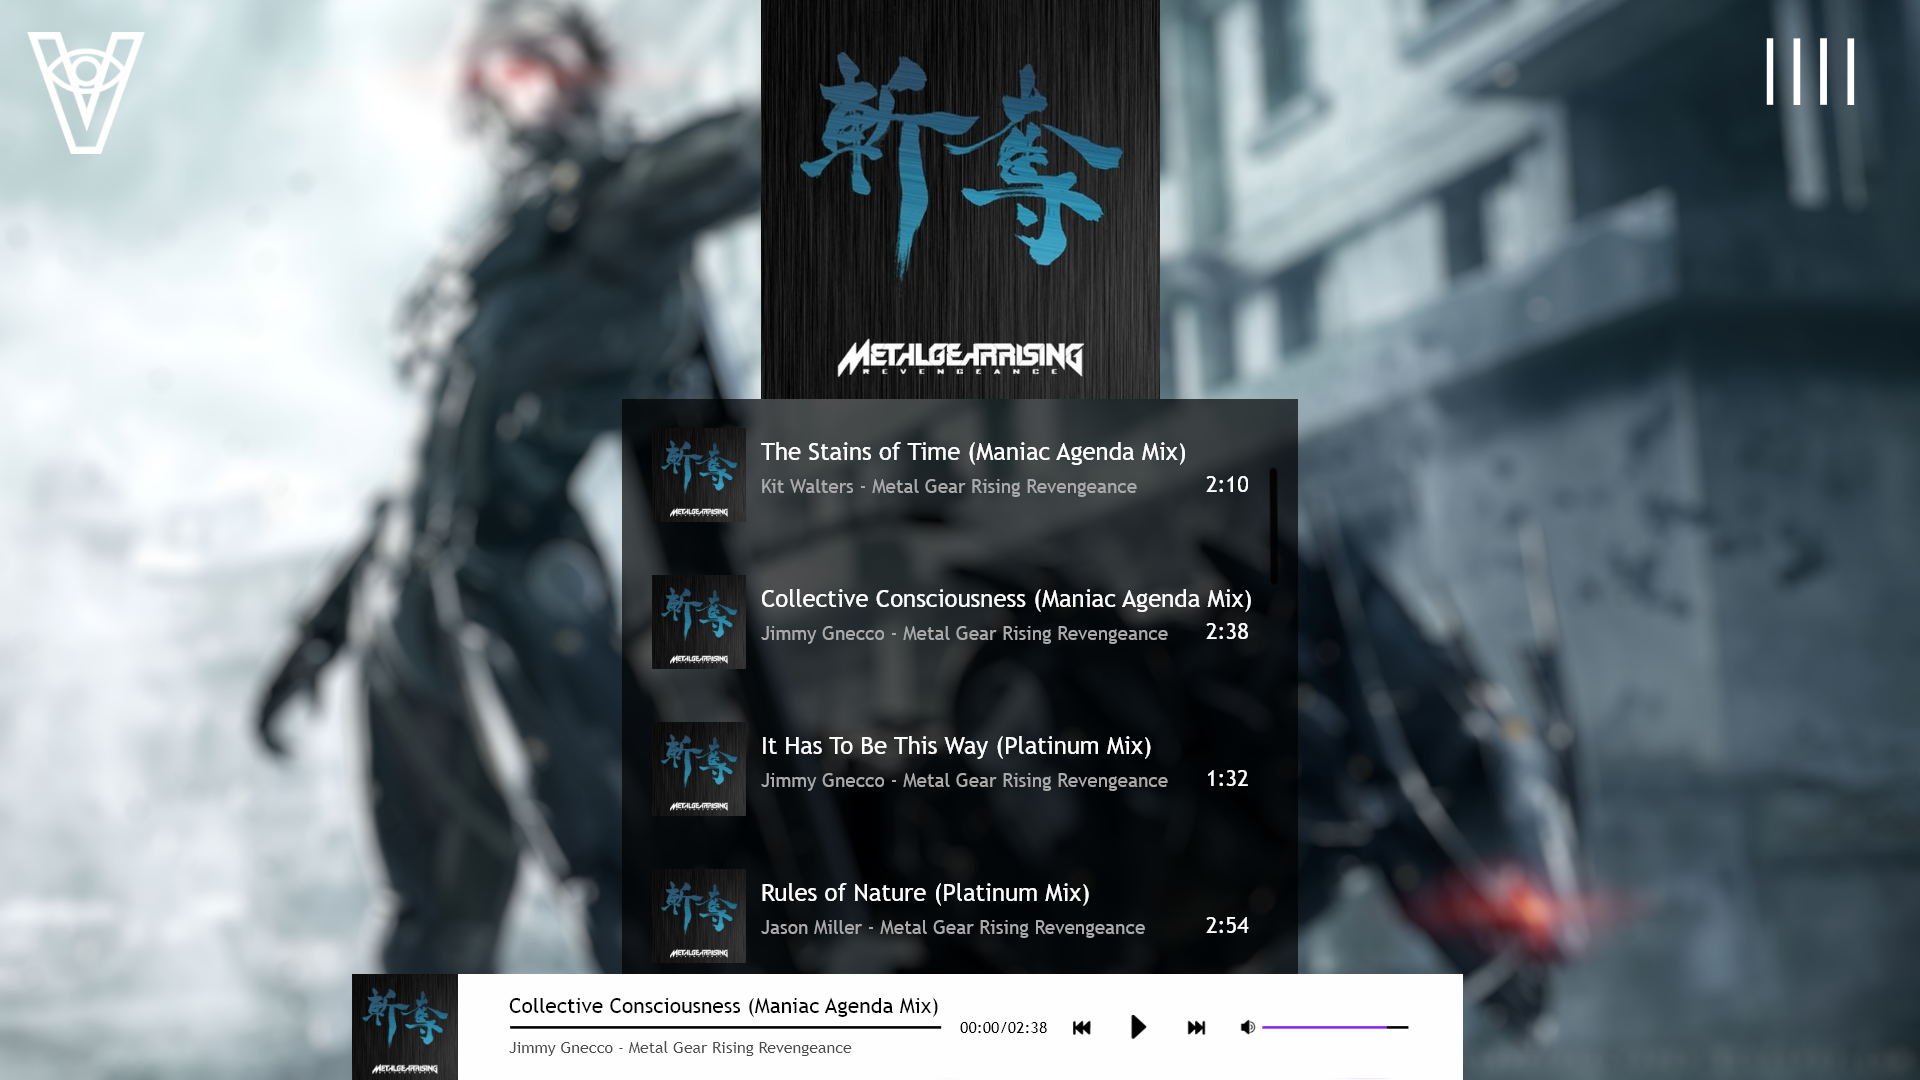 斬奪
METAL GEAR RISING
REVENGEANCE
The Stains of Time (Maniac Agenda Mix)
Kit Walters - Metal Gear Rising Revengeance
2:10
Collective Consciousness (Maniac Agenda Mix)
Jimmy Gnecco - Metal Gear Rising Revengeance
2:38
It Has To Be This Way (Platinum Mix)
Jimmy Gnecco - Metal Gear Rising Revengeance
1:32
Rules of Nature (Platinum Mix)
Jason Miller - Metal Gear Rising Revengeance
2:54
Collective Consciousness (Maniac Agenda Mix)
00:00/02:38
Jimmy Gnecco - Metal Gear Rising Revengeance